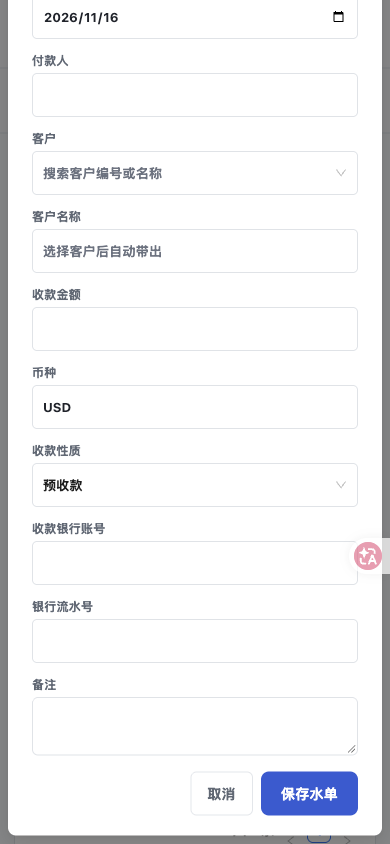 2026/11/16
付款人
客户
搜索客户编号或名称
客户名称
选择客户后自动带出
收款金额
币种
USD
收款性质
预收款
收款银行账号
银行流水号
备注
取消
保存水单